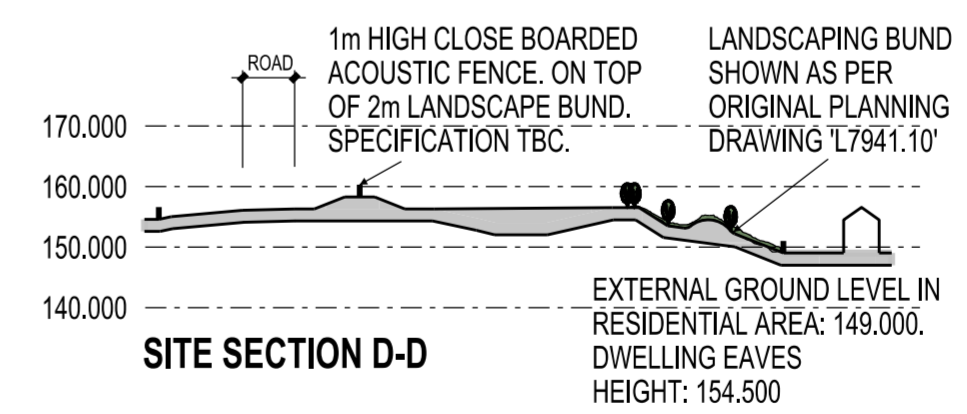 ROAD
1m HIGH CLOSE BOARDED
ACOUSTIC FENCE. ON TOP
OF 2m LANDSCAPE BUND.
SPECIFICATION TBC.
LANDSCAPING BUND
SHOWN AS PER
ORIGINAL PLANNING
DRAWING 'L7941.10'
170.000
160.000
150.000
140.000
EXTERNAL GROUND LEVEL IN
RESIDENTIAL AREA: 149.000.
DWELLING EAVES
HEIGHT: 154.500
SITE SECTION D-D